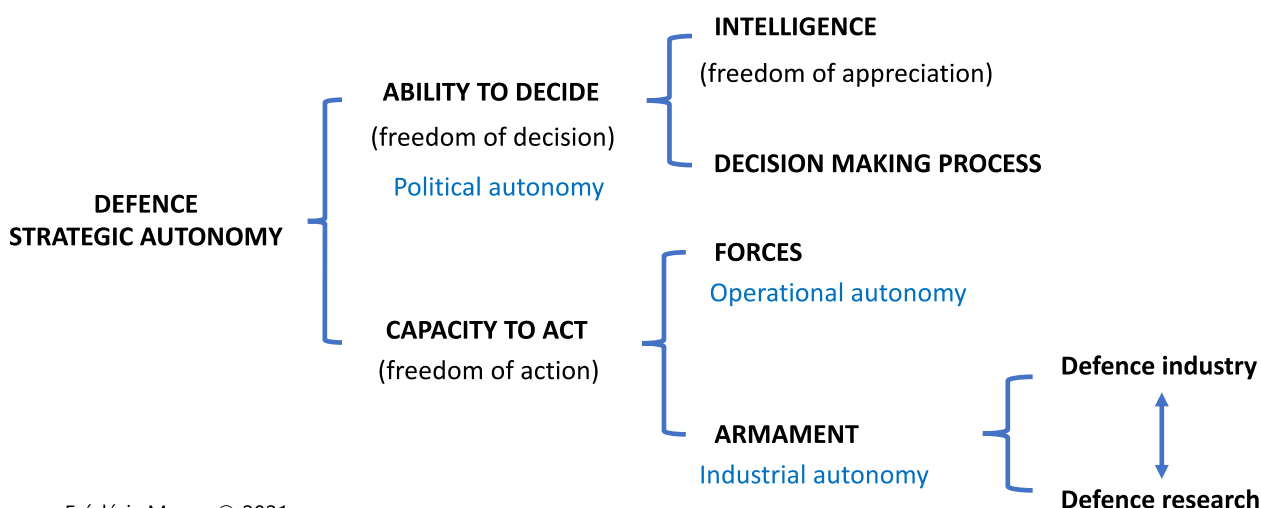 INTELLIGENCE
(freedom of appreciation)
ABILITY TO DECIDE
(freedom of decision)
Political autonomy
DECISION MAKING PROCESS
DEFENCE
STRATEGIC AUTONOMY
FORCES
Operational autonomy
CAPACITY TO ACT
(freedom of action)
Defence industry
ARMAMENT
Industrial autonomy
Defence research
© 2021